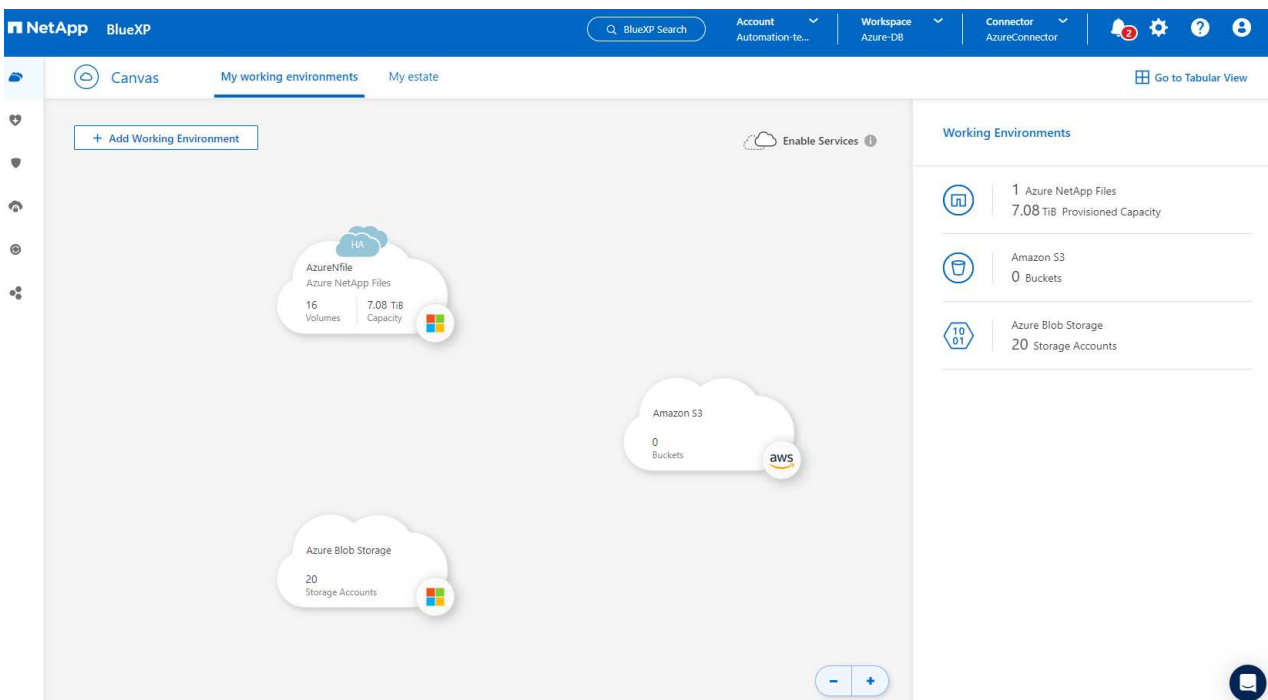 NetApp BlueXP
BlueXP Search
Account
Automation-te...
Workspace
Azure-DB
Connector
AzureConnector
2
Canvas
My working environments
My estate
Go to Tabular View
+ Add Working Environment
Enable Services
HA
AzureNfile
Azure NetApp Files
16
Volumes
7.08 TiB
Capacity
Amazon S3
0
Buckets
aws
Azure Blob Storage
20
Storage Accounts
- +
Working Environments
1 Azure NetApp Files
7.08 TiB Provisioned Capacity
Amazon S3
0 Buckets
10
01
Azure Blob Storage
20 Storage Accounts